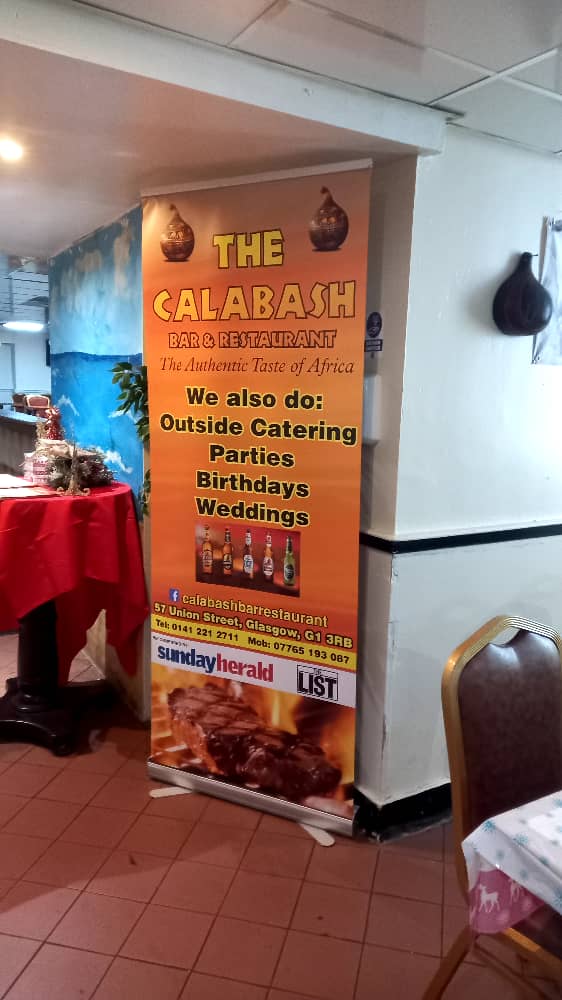 THE
CALABASH
BAR & RESTAURANT
The Authentic Taste of Africa
We also do:
Outside Catering
Parties
Birthdays
Weddings
calabashbarrestaurant
57 Union Street, Glasgow, G1 3RB
Tel: 0141 221 2711 Mob: 07765 193 087
sundayherald
LIST